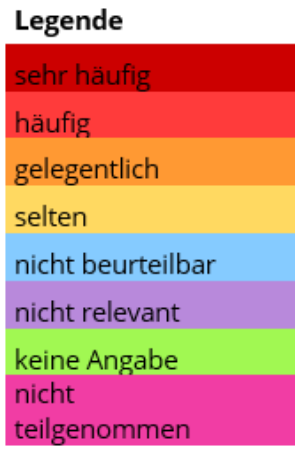 Legende
sehr häufig
häufig
gelegentlich
selten
nicht beurteilbar
nicht relevant
keine Angabe
nicht
teilgenommen